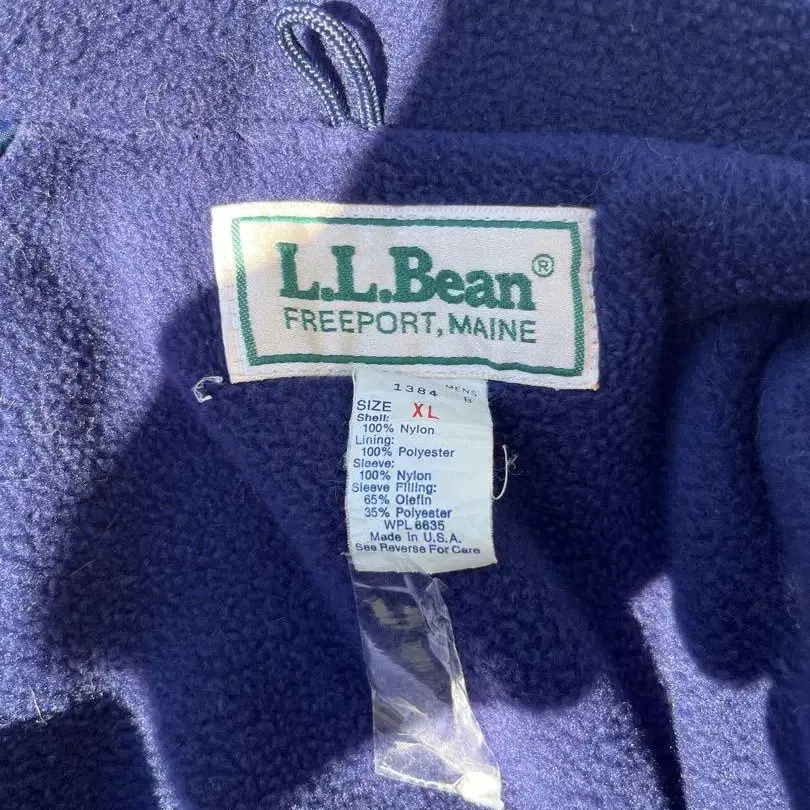 L.L.Bean®
FREEPORT, MAINE
1384 MENS
B
SIZE XL
Shell:
100% Nylon
Lining:
100% Polyester
Sleeve:
100% Nylon
Sleeve Filling:
65% Olefin
35% Polyester
WPL 6635
Made in U.S.A.
See Reverse For Care